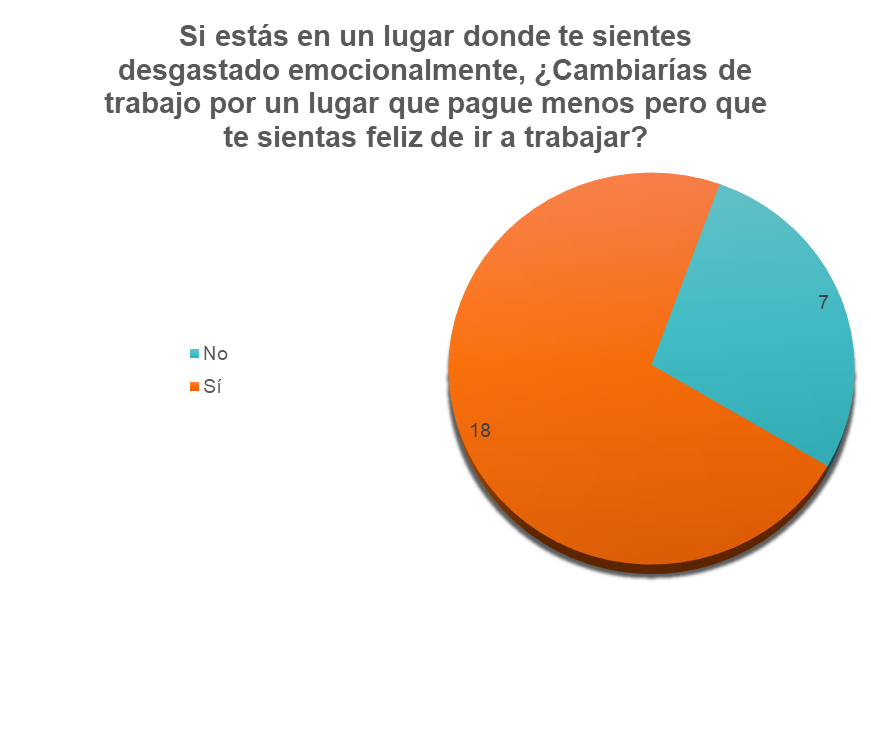 Si estás en un lugar donde te sientes
desgastado emocionalmente, ¿Cambiarías de
trabajo por un lugar que pague menos pero que
te sientas feliz de ir a trabajar?
7
No
Sí
18